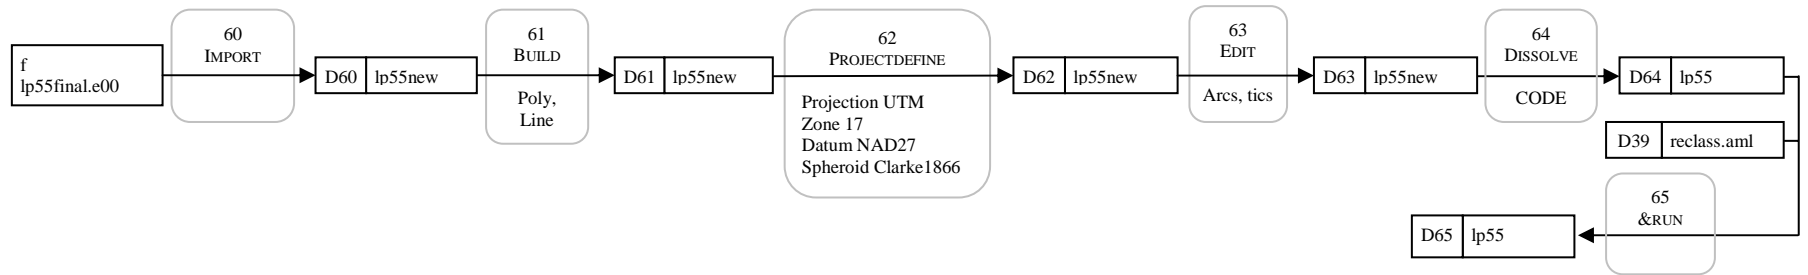 f
lp55final.e00
60
IMPORT
D60 lp55new
61
BUILD
Poly,
Line
D61 lp55new
62
PROJECTDEFINE
Projection UTM
Zone 17
Datum NAD27
Spheroid Clarke1866
D62 lp55new
63
EDIT
Arcs, tics
D63 lp55new
64
DISSOLVE
CODE
D64 lp55
D39 reclass.aml
65
&RUN
D65 lp55